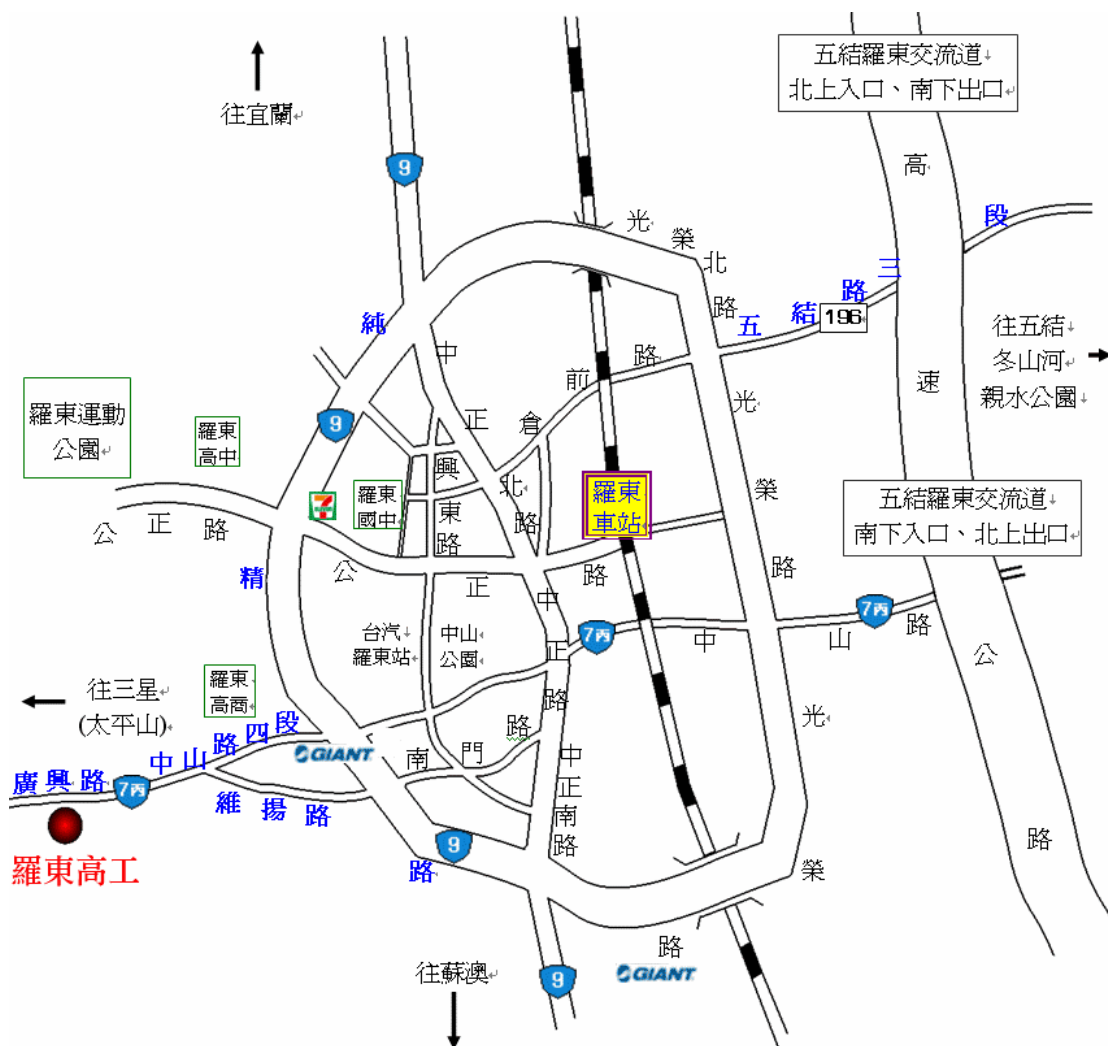 五結羅東交流道
北上入口、南下出口
往宜蘭
9
高速公路
光榮北路
五結路三段
196
純精路
中正北路
倉前路
往五結
冬山河
親水公園
羅東運動
公園
羅東
高中
9
7
ELEVEN
羅東
國中
興東路
光榮路
羅東
車站
五結羅東交流道
南下入口、北上出口
公正路
公正路
中正路
7丙
中山路
7丙
台汽
羅東站
中山
公園
往三星
(太平山)
羅東
高商
中山路四段
GIANT
南門路
中正南路
光榮路
廣興路
7丙
維揚路
9
羅東高工
往蘇澳
9
GIANT